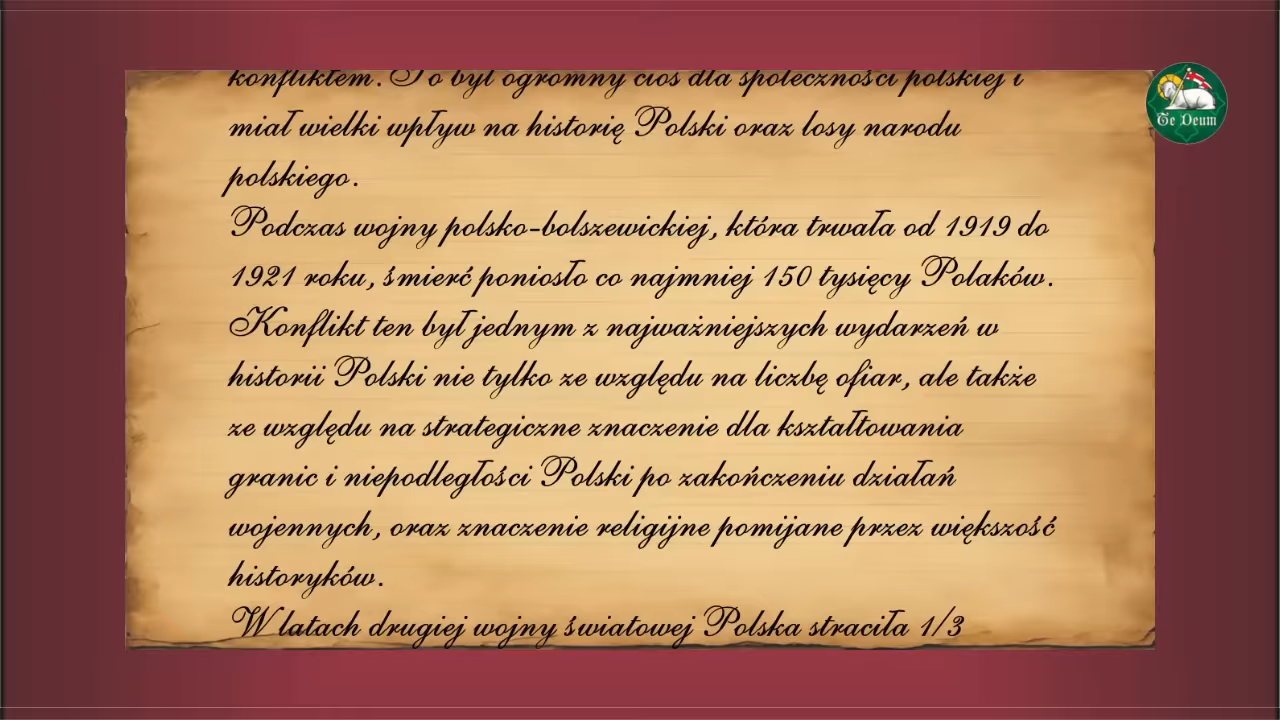 konfliktem. To był ogromny cios dla społeczności polskiej i
miał wielki wpływ na historię Polski oraz losy narodu
polskiego.
Podczas wojny polsko-bolszewickiej, która trwała od 1919 do
1921 roku, śmierć poniosło co najmniej 150 tysięcy Polaków.
Konflikt ten był jednym z najważniejszych wydarzeń w
historii Polski nie tylko ze względu na liczbę ofiar, ale także
ze względu na strategiczne znaczenie dla kształtowania
granic i niepodległości Polski po zakończeniu działań
wojennych, oraz znaczenie religijne pomijane przez większość
historyków.
W latach drugiej wojny światowej Polska straciła 1/3
Te Deum